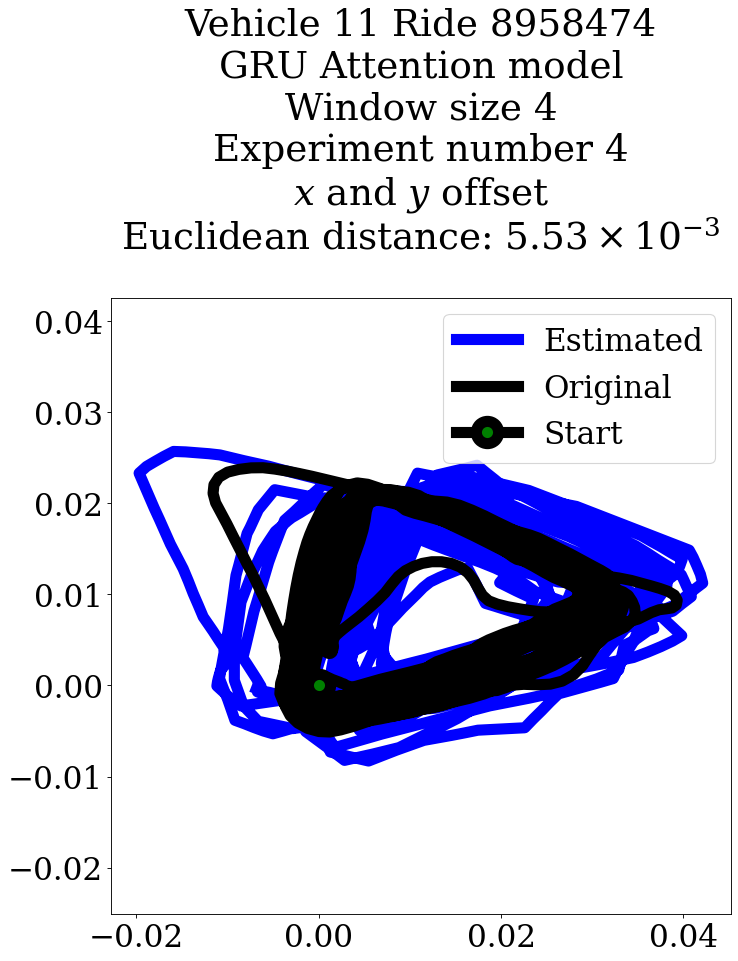 Vehicle 11 Ride 8958474
GRU Attention model
Window size 4
Experiment number 4
x and y offset
Euclidean distance: 5.53 × 10⁻³
Estimated
Original
Start
0.04
0.03
0.02
0.01
0.00
−0.01
−0.02
−0.02 0.00 0.02 0.04